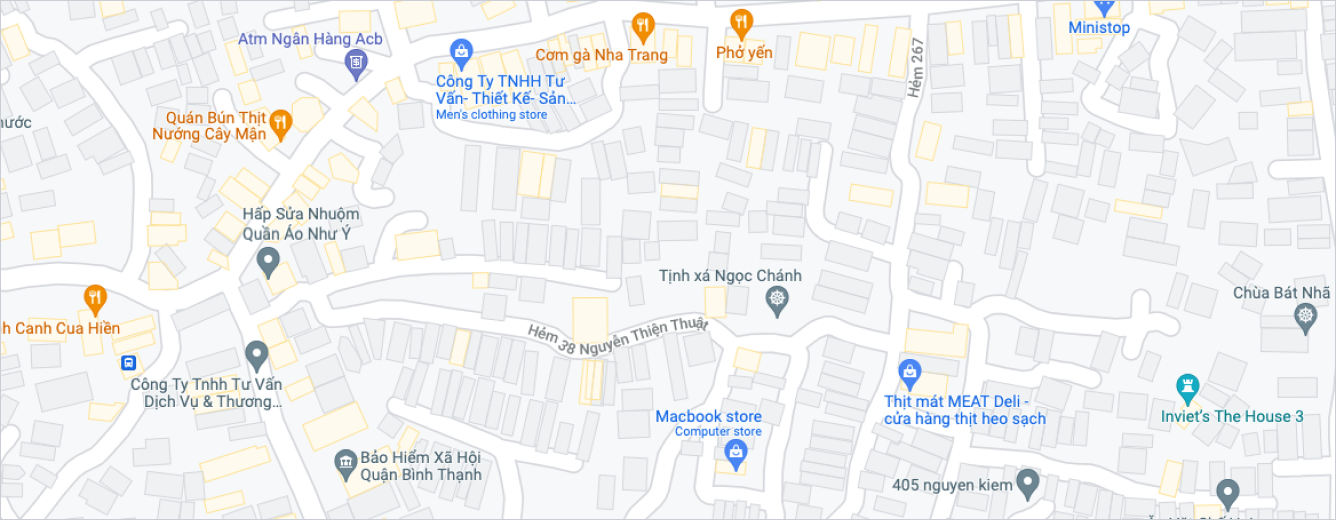 Ministop
Atm Ngân Hàng Acb
Cơm gà Nha Trang
Phở yến
Hẻm 267
Công Ty TNHH Tư
Vấn- Thiết Kế- Sản...
Men's clothing store
Quán Bún Thịt
Nướng Cây Mận
ước
Hấp Sửa Nhuộm
Quần Áo Như Ý
Tịnh xá Ngọc Chánh
Chùa Bát Nhã
h Canh Cua Hiền
Hẻm 38 Nguyễn Thiện Thuật
Công Ty Tnhh Tư Vấn
Dịch Vụ & Thương...
Thịt mát MEAT Deli -
cửa hàng thịt heo sạch
Inviet's The House 3
Macbook store
Computer store
Bảo Hiểm Xã Hội
Quận Bình Thạnh
405 nguyen kiem